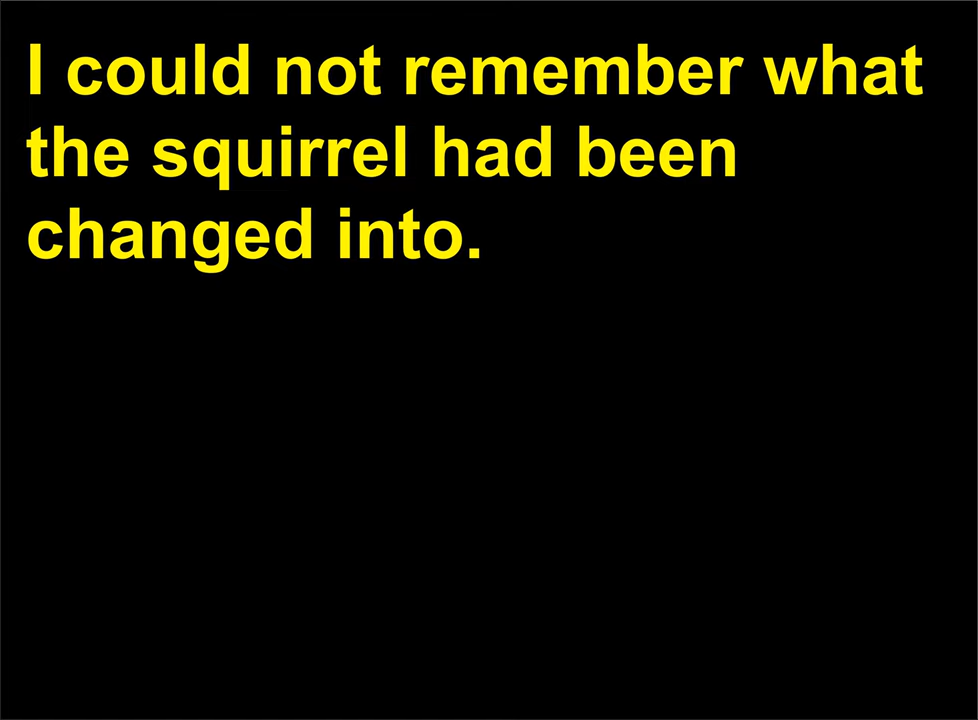 I could not remember what
the squirrel had been
changed into.